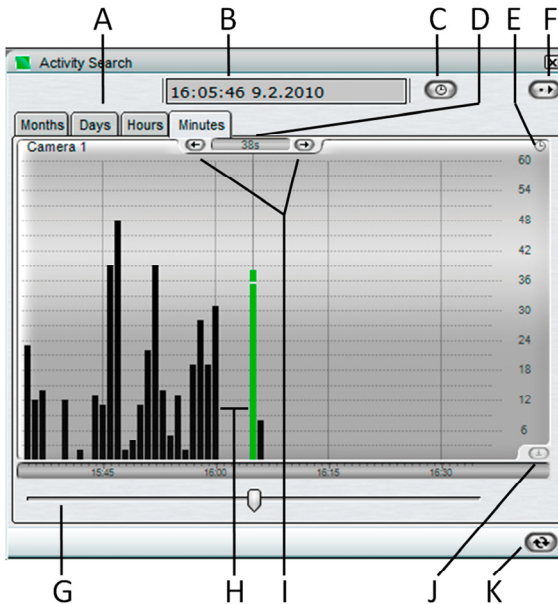 A B C D E F
Activity Search
16:05:46 9.2.2010
Months Days Hours Minutes
Camera 1 38s
60
54
48
42
36
30
24
18
12
6
15:45 16:00 16:15 16:30
G H I J K